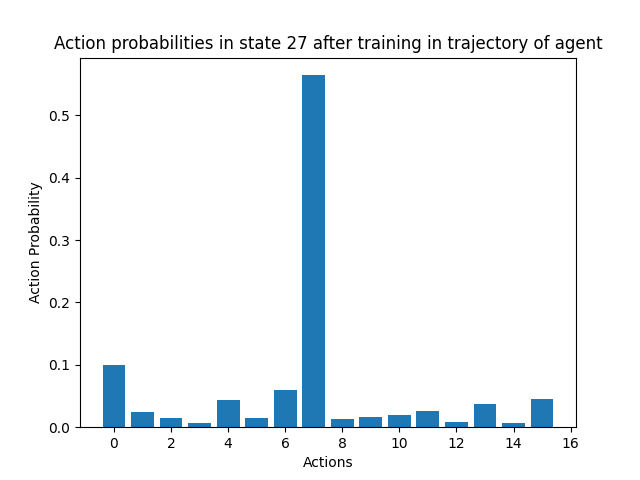 Action probabilities in state 27 after training in trajectory of agent
Action Probability
0.5
0.4
0.3
0.2
0.1
0.0
0 2 4 6 8 10 12 14 16
Actions